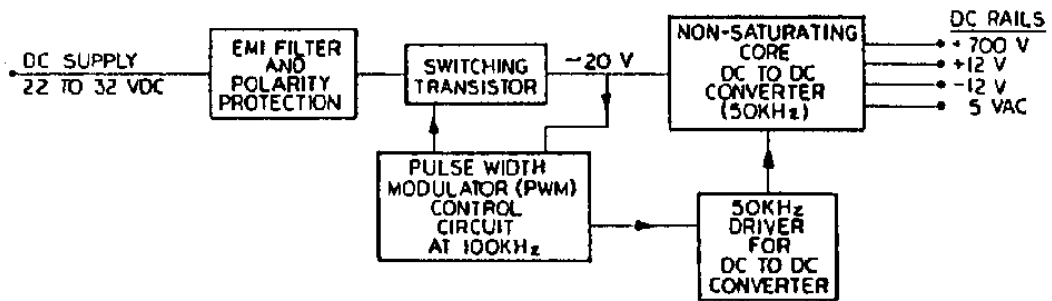 DC SUPPLY
22 TO 32 VDC
EMI FILTER
AND
POLARITY
PROTECTION
SWITCHING
TRANSISTOR
-20 V
NON-SATURATING
CORE
DC TO DC
CONVERTER
(50KHz)
DC RAILS
+ 700 V
+12 V
-12 V
5 VAC
PULSE WIDTH
MODULATOR (PWM)
CONTROL
CIRCUIT
AT 100KHz
50KHz
DRIVER
FOR
DC TO DC
CONVERTER